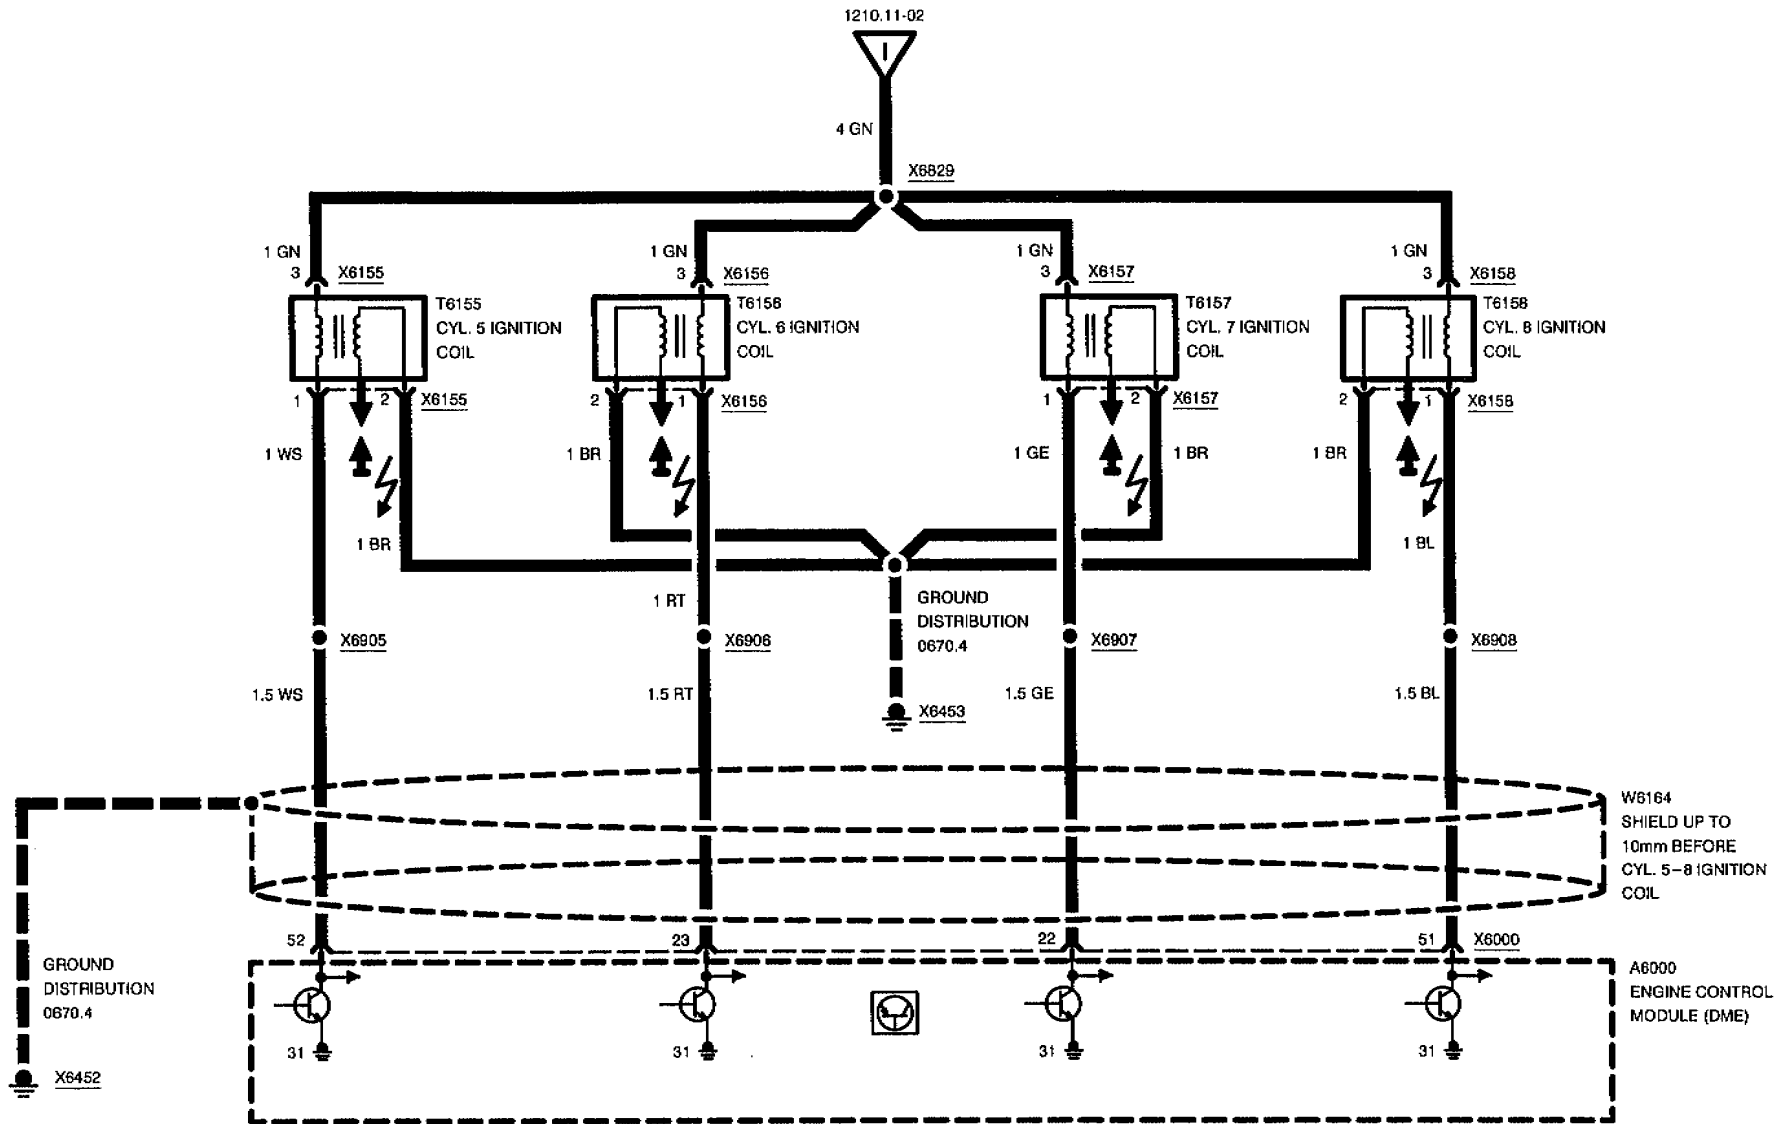 1210.11-02
I
4 GN
X6829
1 GN
1 GN
1 GN
1 GN
3
X6155
3
X6156
3
X6157
3
X6158
T6155
CYL. 5 IGNITION
COIL
T6156
CYL. 6 IGNITION
COIL
T6157
CYL. 7 IGNITION
COIL
T6158
CYL. 8 IGNITION
COIL
1
2
X6155
2
1
X6156
1
2
X6157
2
1
X6158
1 WS
1 BR
1 GE
1 BR
1 BR
1 BR
1 BL
1 RT
GROUND
DISTRIBUTION
0670.4
X6905
X6906
X6907
X6908
1.5 WS
1.5 RT
1.5 GE
1.5 BL
X6453
W6164
SHIELD UP TO
10mm BEFORE
CYL. 5-8 IGNITION
COIL
52
23
22
51
X6000
GROUND
DISTRIBUTION
0670.4
A6000
ENGINE CONTROL
MODULE (DME)
31
31
31
31
X6452